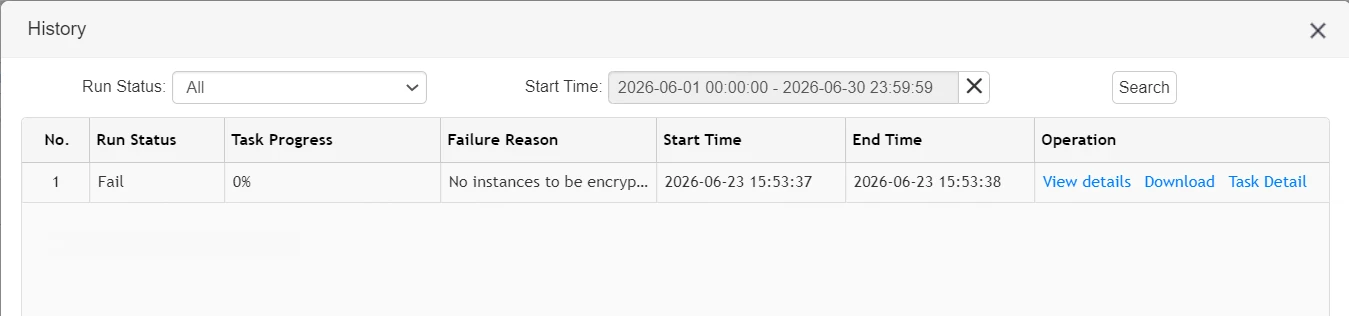 History
Run Status: All Start Time: 2026-06-01 00:00:00 - 2026-06-30 23:59:59 Search
No. Run Status Task Progress Failure Reason Start Time End Time Operation
1 Fail 0% No instances to be encryp... 2026-06-23 15:53:37 2026-06-23 15:53:38 View details Download Task Detail